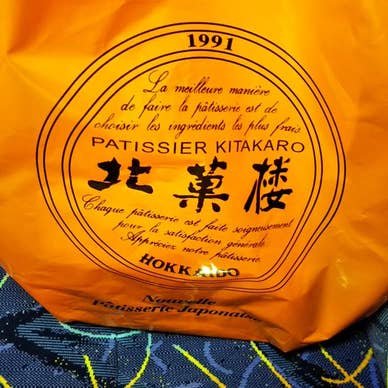 1991
La meilleure manière
de faire la pâtisserie est de
choisir les ingrédients les plus frais
PATISSIER KITAKARO
北菓楼
Chaque pâtisserie est faite soigneusement
pour la satisfaction générale.
Appréciez notre pâtisserie.
HOKKAIDO
Nouvelle
Pâtisserie Japonaise